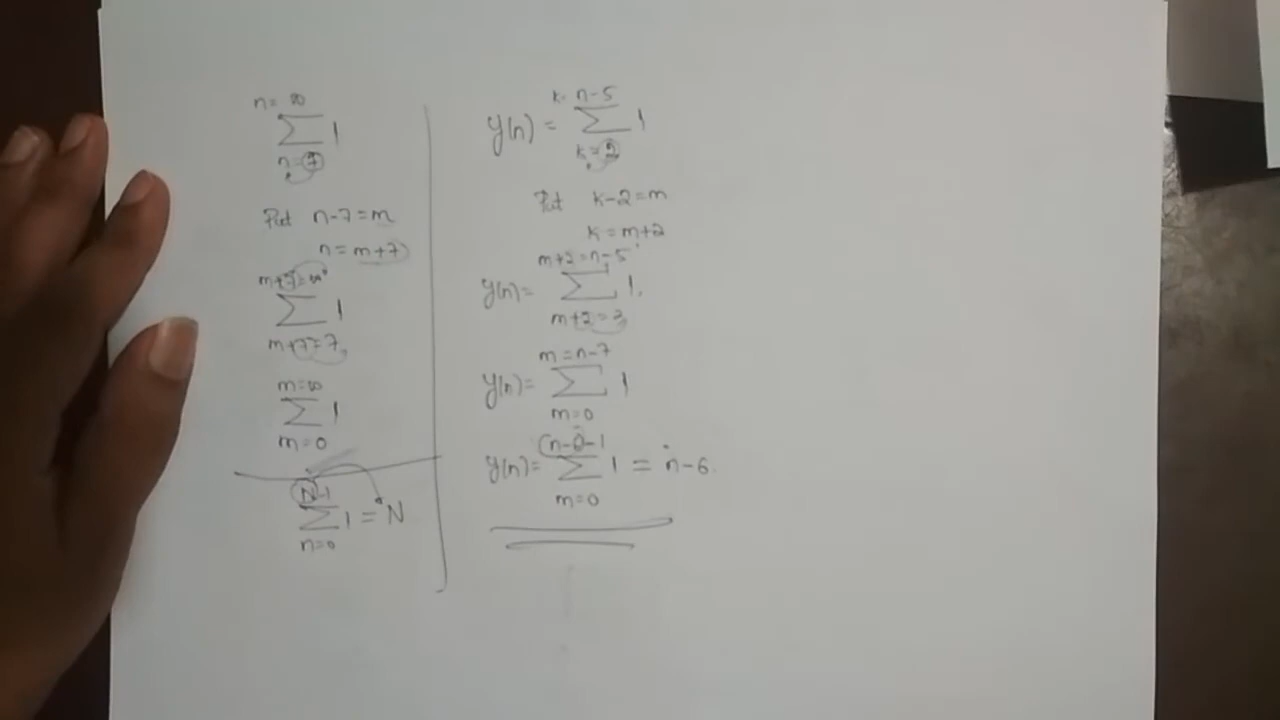 n=∞
∑ 1
n=7
Put n-7=m
n=m+7
m+7=∞
∑ 1
m+7=7
m=∞
∑ 1
m=0
N-1
∑ 1 = N
n=0
k=n-5
y(n) = ∑ 1
k=2
Put k-2=m
k=m+2
m+2=n-5
y(n)= ∑ 1
m+2=2
m=n-7
y(n)= ∑ 1
m=0
(n-6)-1
y(n)= ∑ 1 = n-6.
m=0